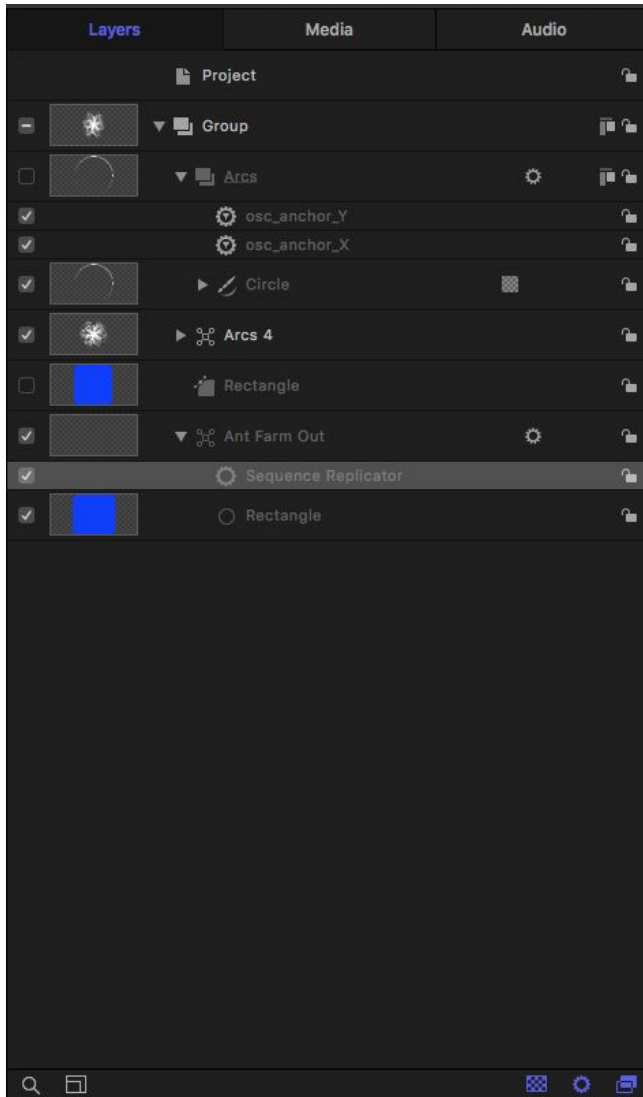 Layers Media Audio
Project
Group
Arcs
osc_anchor_Y
osc_anchor_X
Circle
Arcs 4
Rectangle
Ant Farm Out
Sequence Replicator
Rectangle